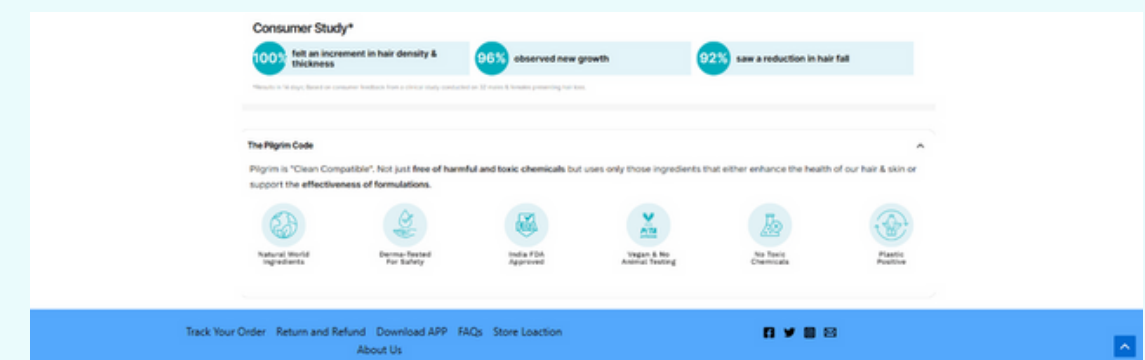 Consumer Study*
100% felt an increment in hair density &
thickness
96% observed new growth
92% saw a reduction in hair fall
The Pilgrim Code
Pilgrim is "Clean Compatible". Not just free of harmful and toxic chemicals but uses only those ingredients that either enhance the health of our hair & skin or
support the effectiveness of formulations.
Natural World
Ingredients
Derma-Tested
For Safety
India FDA
Approved
Vegan & No
Animal Testing
No Toxic
Chemicals
Plastic
Positive
Track Your Order Return and Refund Download APP FAQs Store Loaction
About Us